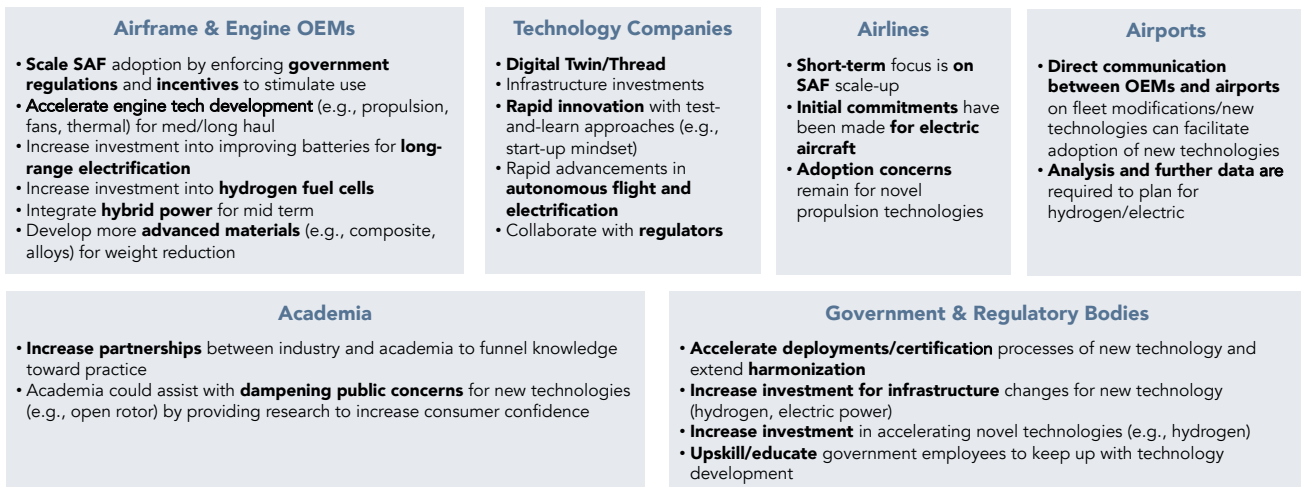 Airframe & Engine OEMs
• Scale SAF adoption by enforcing government
regulations and incentives to stimulate use
• Accelerate engine tech development (e.g., propulsion,
fans, thermal) for med/long haul
• Increase investment into improving batteries for long-
range electrification
• Increase investment into hydrogen fuel cells
• Integrate hybrid power for mid term
• Develop more advanced materials (e.g., composite,
alloys) for weight reduction
Technology Companies
• Digital Twin/Thread
• Infrastructure investments
• Rapid innovation with test-
and-learn approaches (e.g.,
start-up mindset)
• Rapid advancements in
autonomous flight and
electrification
• Collaborate with regulators
Airlines
• Short-term focus is on
SAF scale-up
• Initial commitments have
been made for electric
aircraft
• Adoption concerns
remain for novel
propulsion technologies
Airports
• Direct communication
between OEMs and airports
on fleet modifications/new
technologies can facilitate
adoption of new technologies
• Analysis and further data are
required to plan for
hydrogen/electric
Academia
• Increase partnerships between industry and academia to funnel knowledge
toward practice
• Academia could assist with dampening public concerns for new technologies
(e.g., open rotor) by providing research to increase consumer confidence
Government & Regulatory Bodies
• Accelerate deployments/certification processes of new technology and
extend harmonization
• Increase investment for infrastructure changes for new technology
(hydrogen, electric power)
• Increase investment in accelerating novel technologies (e.g., hydrogen)
• Upskill/educate government employees to keep up with technology
development